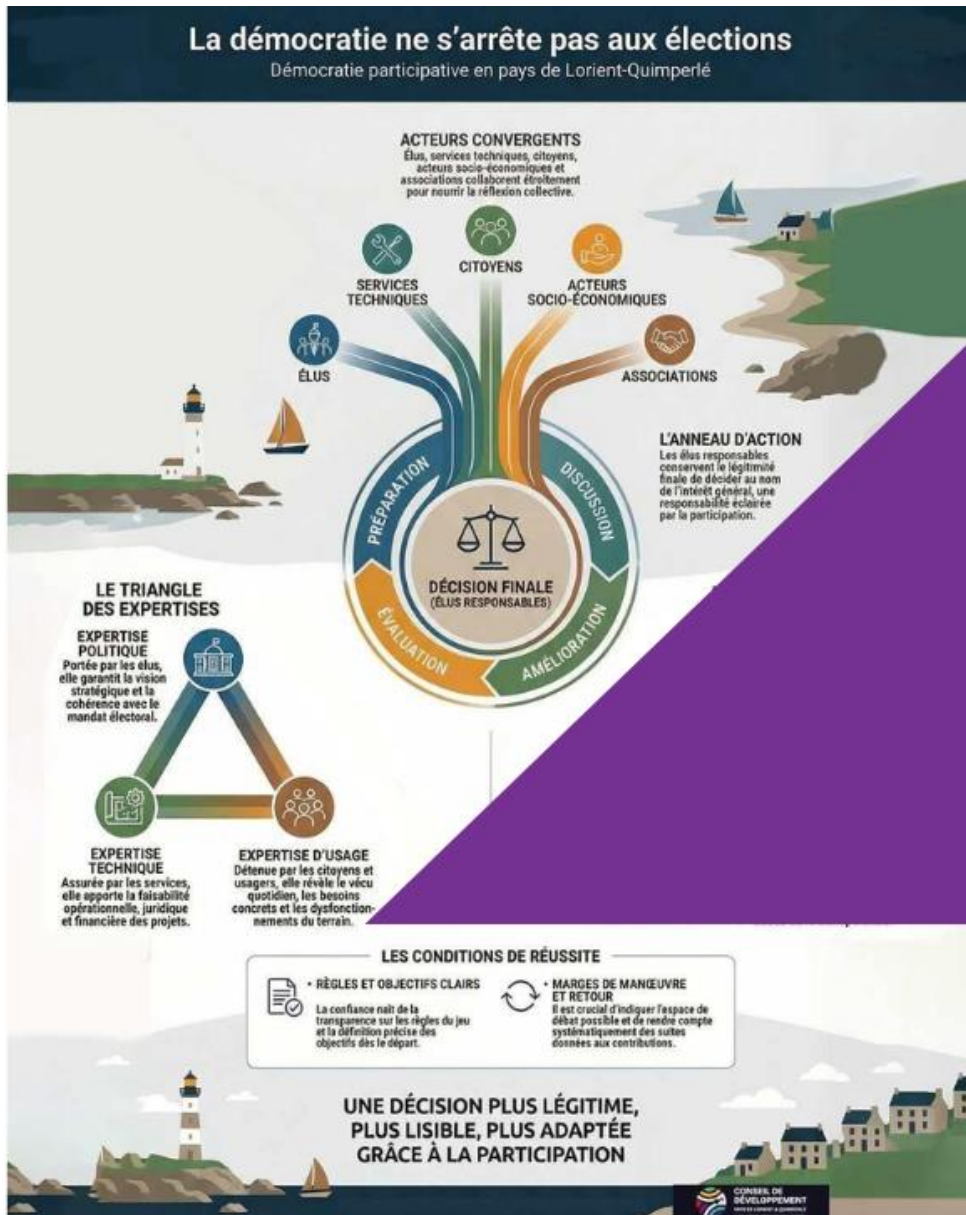 La démocratie ne s'arrête pas aux élections
Démocratie participative en pays de Lorient-Quimperlé
ACTEURS CONVERGENTS
Élus, services techniques, citoyens,
acteurs socio-économiques et
associations collaborent étroitement
pour nourrir la réflexion collective.
CITOYENS
SERVICES
TECHNIQUES
ACTEURS
SOCIO-ÉCONOMIQUES
ÉLUS
ASSOCIATIONS
L'ANNEAU D'ACTION
Les élus responsables
conservent le légitimité
finale de décider au nom
de l'intérêt général, une
responsabilité éclairée
par la participation.
PRÉPARATION
DISCUSSION
DÉCISION FINALE
(ÉLUS RESPONSABLES)
ÉVALUATION
AMÉLIORATION
LE TRIANGLE
DES EXPERTISES
EXPERTISE
POLITIQUE
Portée par les élus,
elle garantit la vision
stratégique et la
cohérence avec le
mandat électoral.
EXPERTISE
TECHNIQUE
Assurée par les services,
elle apporte la faisabilité
opérationnelle, juridique
et financière des projets.
EXPERTISE D'USAGE
Détenue par les citoyens et
usagers, elle révèle le vécu
quotidien, les besoins
concrets et les dysfonction-
nements du terrain.
LES CONDITIONS DE RÉUSSITE
• RÈGLES ET OBJECTIFS CLAIRS
La confiance naît de la
transparence sur les règles du jeu
et la définition précise des
objectifs dès le départ.
• MARGES DE MANŒUVRE
ET RETOUR
Il est crucial d'indiquer l'espace de
débat possible et de rendre compte
systématiquement des suites
données aux contributions.
UNE DÉCISION PLUS LÉGITIME,
PLUS LISIBLE, PLUS ADAPTÉE
GRÂCE À LA PARTICIPATION
CONSEIL DE
DÉVELOPPEMENT
PAYS DE LORIENT & QUIMPERLÉ